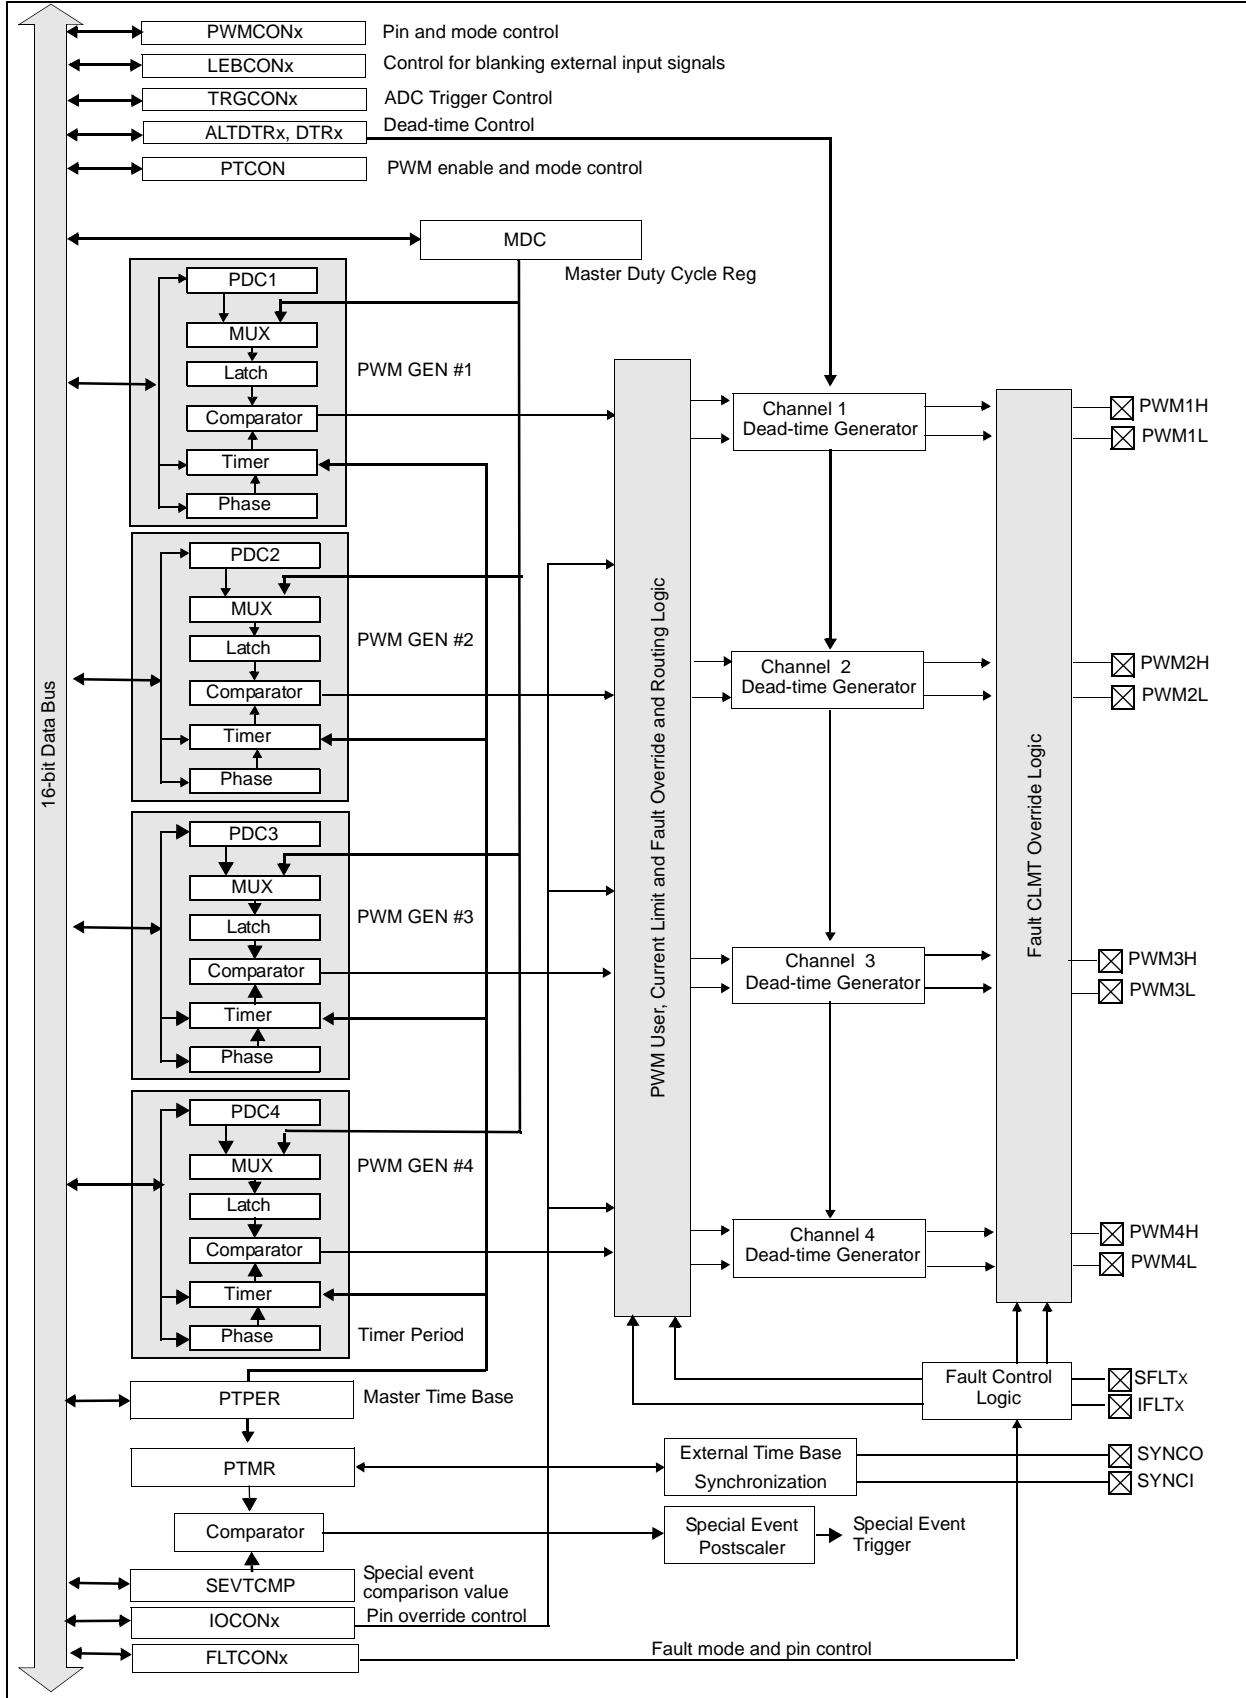 PWMCONx Pin and mode control
LEBCONx Control for blanking external input signals
TRGCONx ADC Trigger Control
ALTDTRx, DTRx Dead-time Control
PTCON PWM enable and mode control
MDC
Master Duty Cycle Reg
16-bit Data Bus
PDC1
MUX
Latch
Comparator
Timer
Phase
PWM GEN #1
PDC2
MUX
Latch
Comparator
Timer
Phase
PWM GEN #2
PDC3
MUX
Latch
Comparator
Timer
Phase
PWM GEN #3
PDC4
MUX
Latch
Comparator
Timer
Phase
PWM GEN #4
Timer Period
PWM User, Current Limit and Fault Override and Routing Logic
Channel 1
Dead-time Generator
Channel 2
Dead-time Generator
Channel 3
Dead-time Generator
Channel 4
Dead-time Generator
Fault CLMT Override Logic
PWM1H
PWM1L
PWM2H
PWM2L
PWM3H
PWM3L
PWM4H
PWM4L
Fault Control
Logic
SFLTX
IFLTX
PTPER Master Time Base
PTMR
External Time Base
Synchronization
SYNCO
SYNCI
Comparator
Special Event
Postscaler
Special Event
Trigger
SEVTCMP
Special event
comparison value
IOCONx Pin override control
FLTCONx Fault mode and pin control